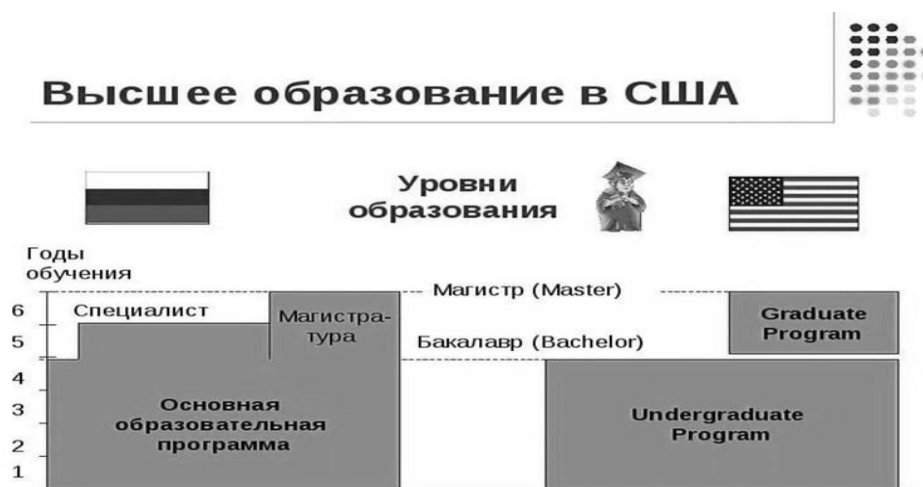 Высшее образование в США
Уровни
образования
Годы
обучения
Магистр (Master)
6
Специалист
Магистра-
тура
Graduate
Program
5
Бакалавр (Bachelor)
4
Основная
образовательная
программа
Undergraduate
Program
3
2
1